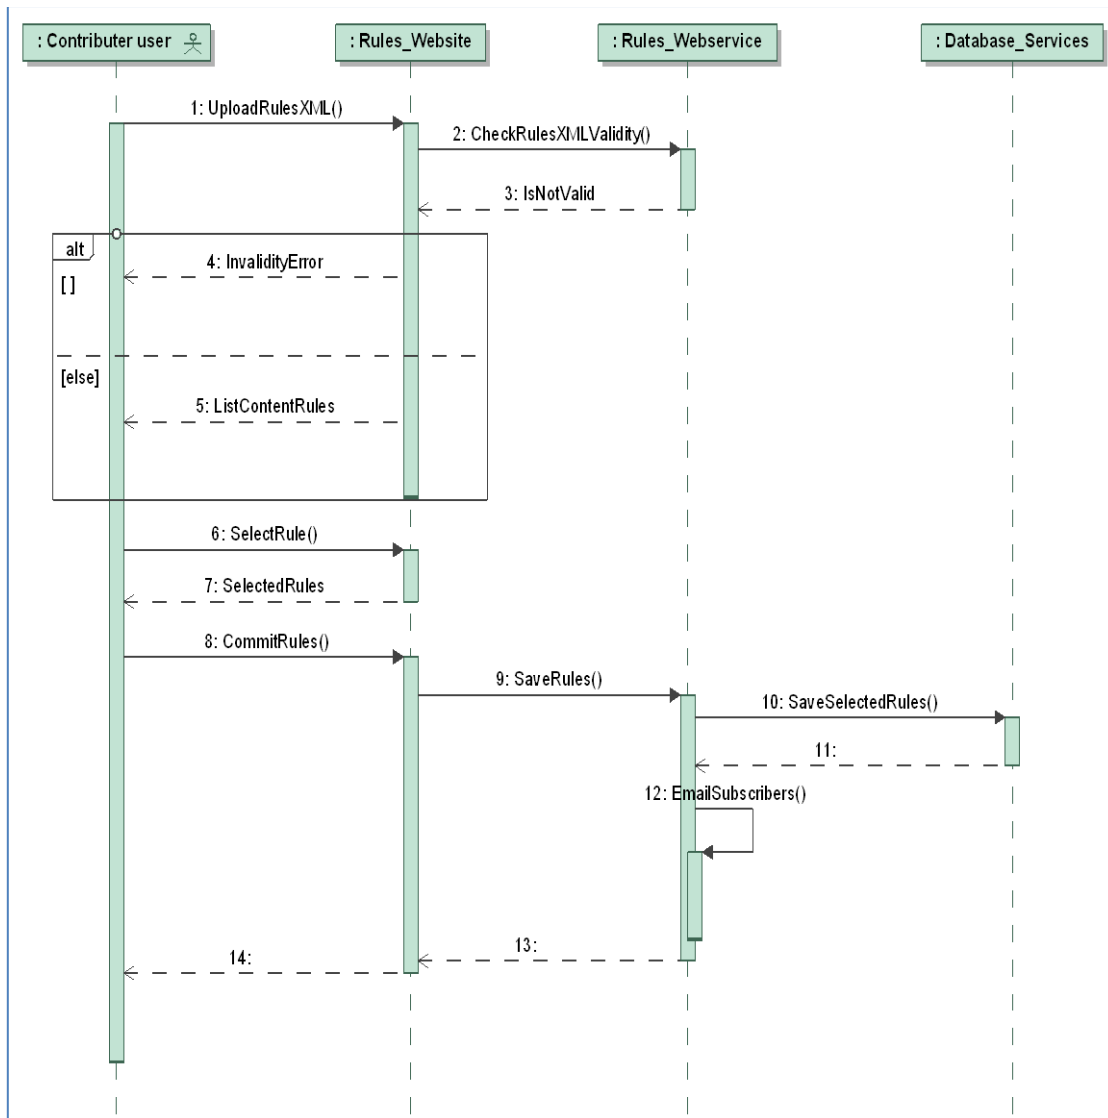 : Contributer user
: Rules_Website
: Rules_Webservice
: Database_Services
1: UploadRulesXML()
2: CheckRulesXMLValidity()
3: IsNotValid
alt
4: InvalidityError
[ ]
[else]
5: ListContentRules
6: SelectRule()
7: SelectedRules
8: CommitRules()
9: SaveRules()
10: SaveSelectedRules()
11:
12: EmailSubscribers()
13:
14: